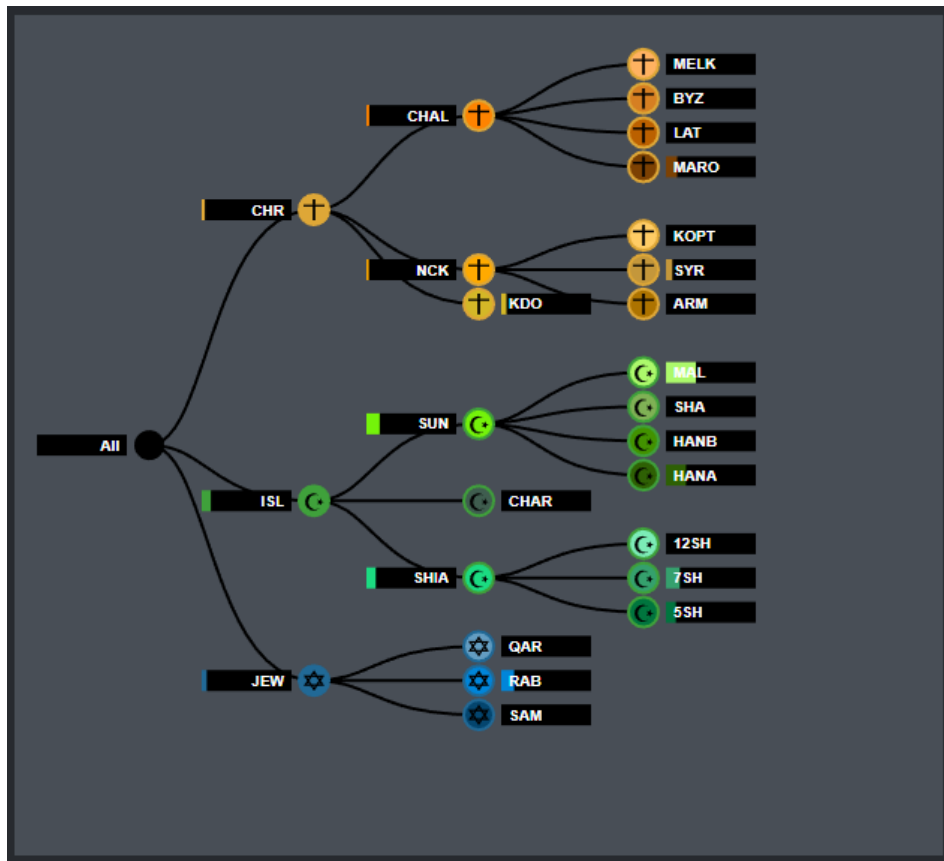 MELK
BYZ
CHAL
LAT
MARO
CHR
KOPT
NCK
SYR
KDO
ARM
MAL
SHA
SUN
HANB
All
HANA
ISL
CHAR
12SH
SHIA
7SH
5SH
QAR
JEW
RAB
SAM